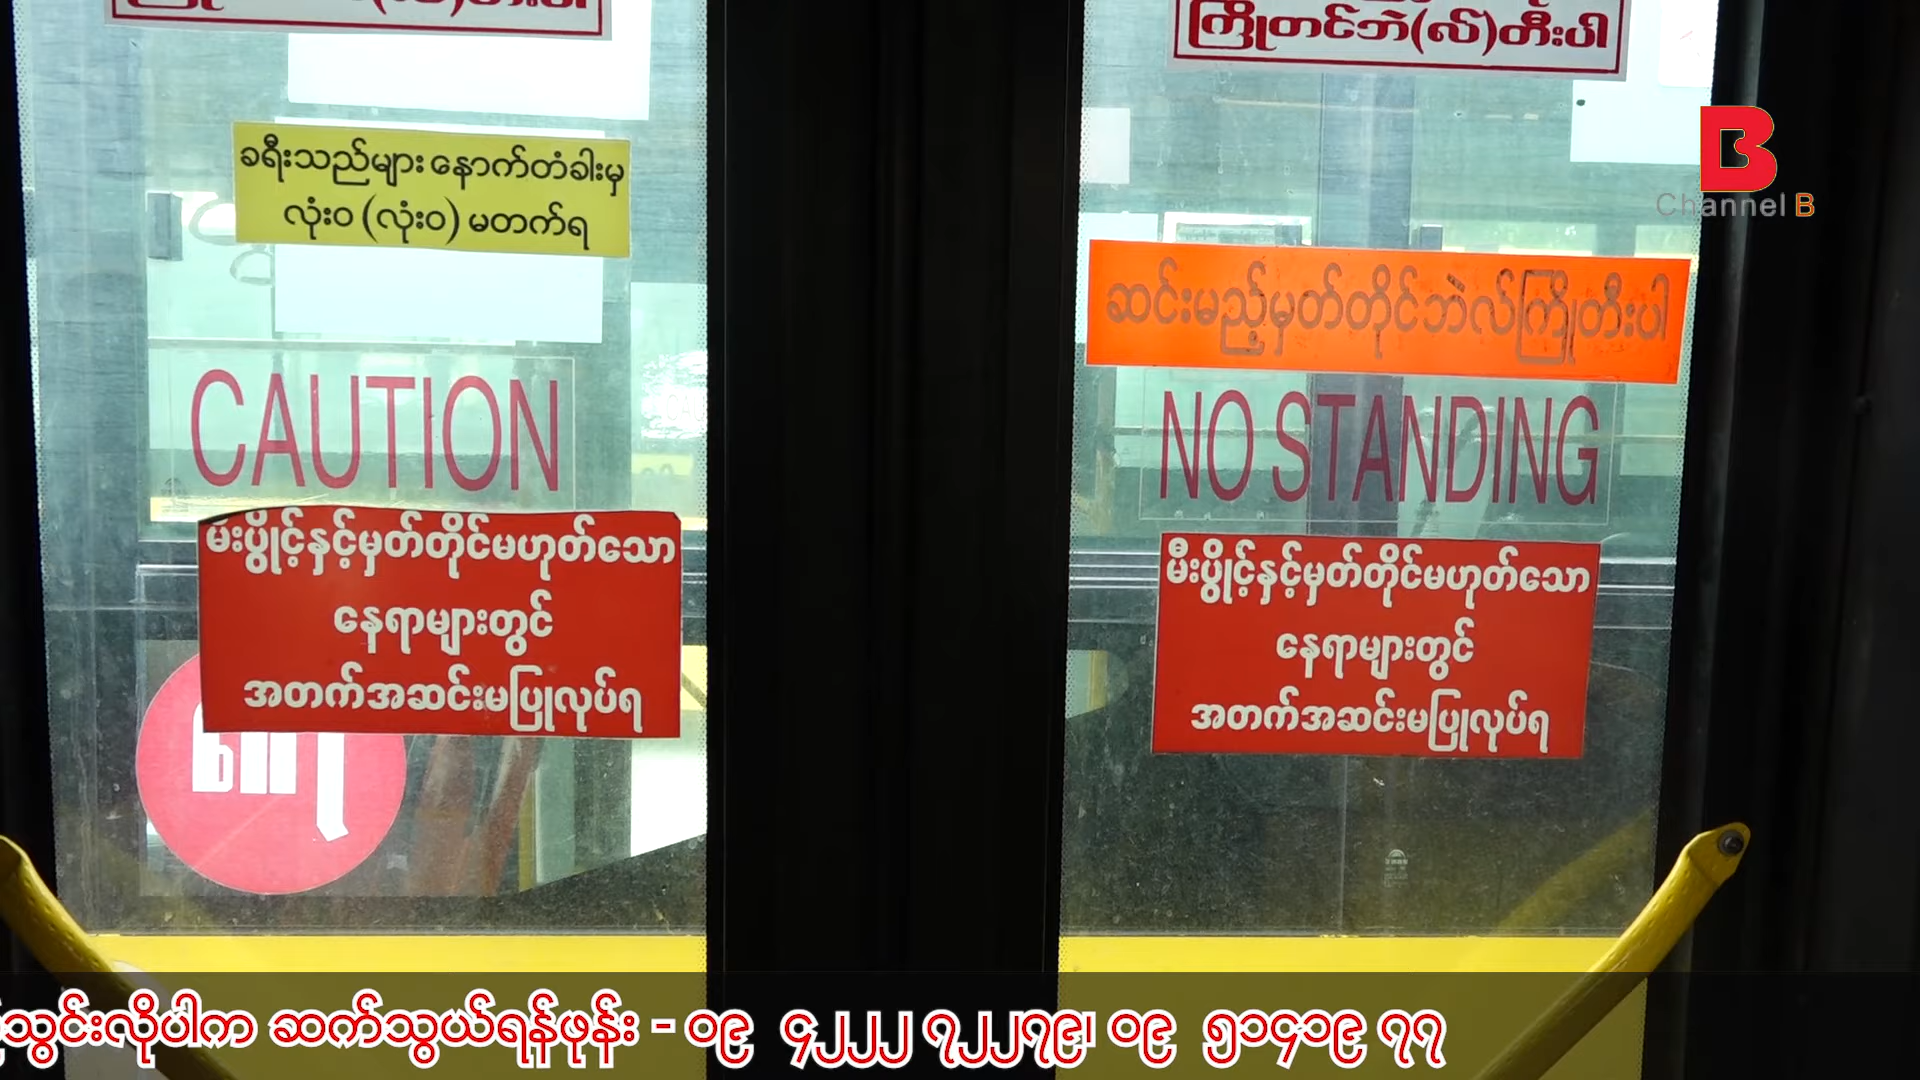 ကြိုတင်ဘဲ(လ်)တီးပါ
B
Channel B
ခရီးသည်များ နောက်တံခါးမှ
လုံးဝ (လုံးဝ) မတက်ရ
ဆင်းမည့်မှတ်တိုင်ဘဲလ်ကြိုတီးပါ
CAUTION
NO STANDING
မီးပွိုင့်နှင့်မှတ်တိုင်မဟုတ်သော
နေရာများတွင်
အတက်အဆင်းမပြုလုပ်ရ
မီးပွိုင့်နှင့်မှတ်တိုင်မဟုတ်သော
နေရာများတွင်
အတက်အဆင်းမပြုလုပ်ရ
သွင်းလိုပါက ဆက်သွယ်ရန်ဖုန်း - ၀၉ ၄၂၂၂ ၇၂၂၇၉၊ ၀၉ ၅၁၄၁၉ ၇၇